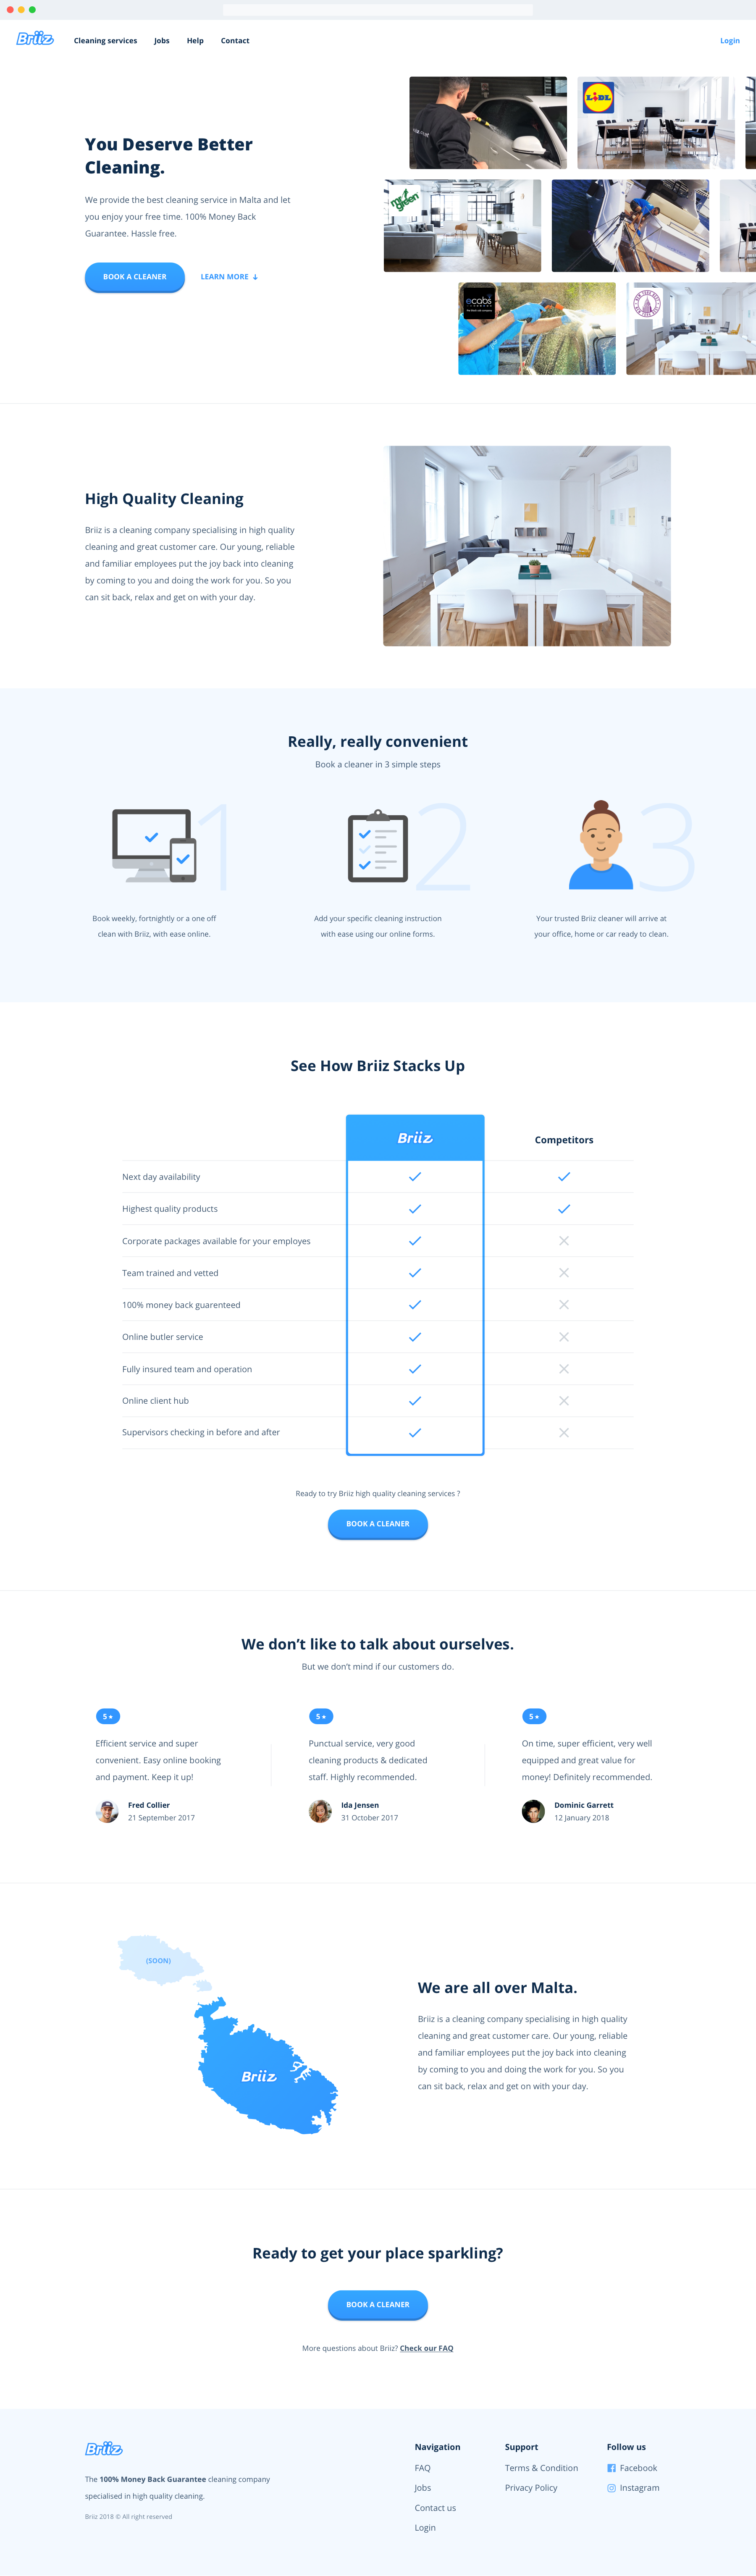 Briiz
Cleaning services
Jobs
Help
Contact
Login
You Deserve Better
Cleaning.
We provide the best cleaning service in Malta and let
you enjoy your free time. 100% Money Back
Guarantee. Hassle free.
BOOK A CLEANER
LEARN MORE
LIDL
mr green
ecabs
High Quality Cleaning
Briiz is a cleaning company specialising in high quality
cleaning and great customer care. Our young, reliable
and familiar employees put the joy back into cleaning
by coming to you and doing the work for you. So you
can sit back, relax and get on with your day.
Really, really convenient
Book a cleaner in 3 simple steps
1
Book weekly, fortnightly or a one off
clean with Briiz, with ease online.
2
Add your specific cleaning instruction
with ease using our online forms.
3
Your trusted Briiz cleaner will arrive at
your office, home or car ready to clean.
See How Briiz Stacks Up
Briiz
Competitors
Next day availability
Highest quality products
Corporate packages available for your employes
Team trained and vetted
100% money back guarenteed
Online butler service
Fully insured team and operation
Online client hub
Supervisors checking in before and after
Ready to try Briiz high quality cleaning services ?
BOOK A CLEANER
We don’t like to talk about ourselves.
But we don’t mind if our customers do.
5 ★
Efficient service and super
convenient. Easy online booking
and payment. Keep it up!
Fred Collier
21 September 2017
5 ★
Punctual service, very good
cleaning products & dedicated
staff. Highly recommended.
Ida Jensen
31 October 2017
5 ★
On time, super efficient, very well
equipped and great value for
money! Definitely recommended.
Dominic Garrett
12 January 2018
(SOON)
Briiz
We are all over Malta.
Briiz is a cleaning company specialising in high quality
cleaning and great customer care. Our young, reliable
and familiar employees put the joy back into cleaning
by coming to you and doing the work for you. So you
can sit back, relax and get on with your day.
Ready to get your place sparkling?
BOOK A CLEANER
More questions about Briiz? Check our FAQ
Briiz
The 100% Money Back Guarantee cleaning company
specialised in high quality cleaning.
Briiz 2018 © All right reserved
Navigation
FAQ
Jobs
Contact us
Login
Support
Terms & Condition
Privacy Policy
Follow us
Facebook
Instagram